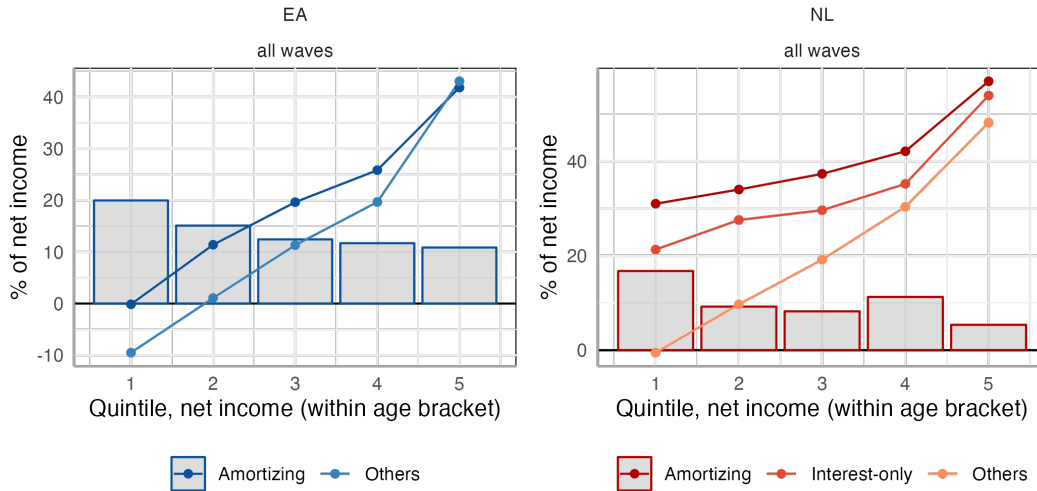 EA
all waves
% of net income
40
30
20
10
0
-10
1 2 3 4 5
Quintile, net income (within age bracket)
Amortizing Others
NL
all waves
% of net income
40
20
0
1 2 3 4 5
Quintile, net income (within age bracket)
Amortizing Interest-only Others